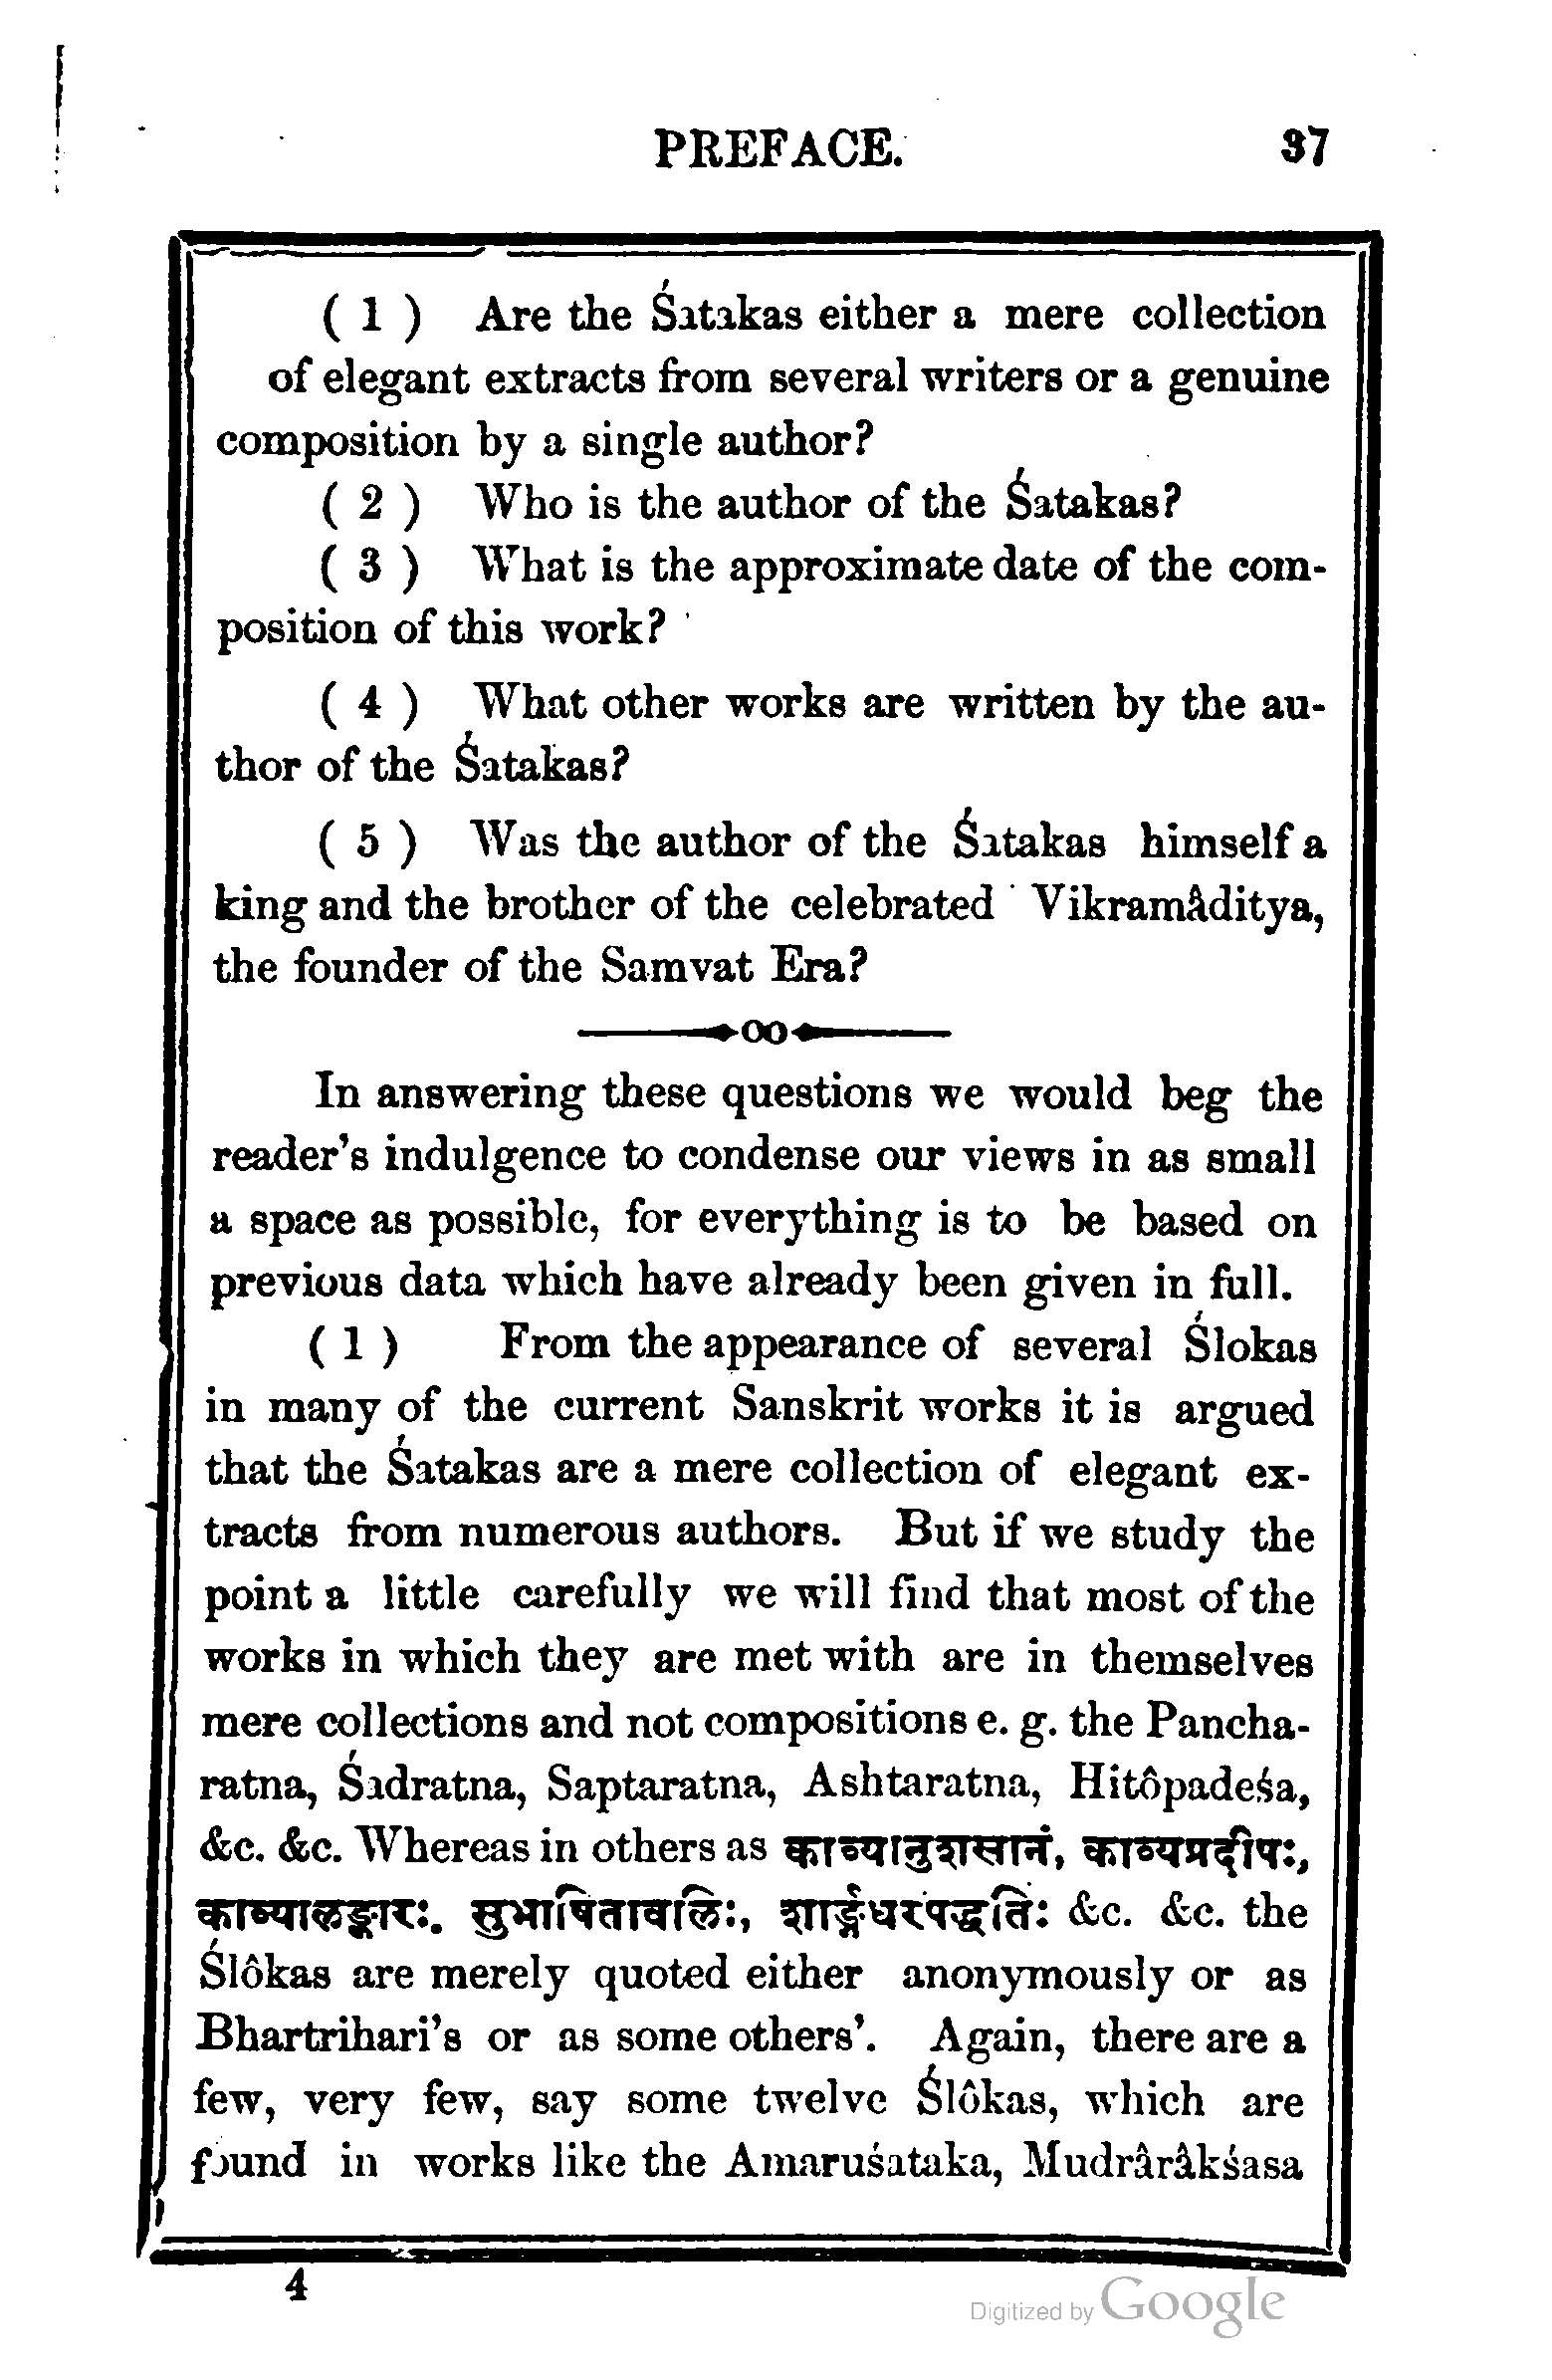 PREFACE. 37
( 1 ) Are the Śatakas either a mere collection
of elegant extracts from several writers or a genuine
composition by a single author?
( 2 ) Who is the author of the Śatakas?
( 3 ) What is the approximate date of the com-
position of this work?
( 4 ) What other works are written by the au-
thor of the Śatakas?
( 5 ) Was the author of the Śatakas himself a
king and the brother of the celebrated Vikramâditya,
the founder of the Samvat Era?
In answering these questions we would beg the
reader's indulgence to condense our views in as small
a space as possible, for everything is to be based on
previous data which have already been given in full.
( 1 ) From the appearance of several Ślokas
in many of the current Sanskrit works it is argued
that the Śatakas are a mere collection of elegant ex-
tracts from numerous authors. But if we study the
point a little carefully we will find that most of the
works in which they are met with are in themselves
mere collections and not compositions e. g. the Pancha-
ratna, Śadratna, Saptaratna, Ashtaratna, Hitôpadeśa,
&c. &c. Whereas in others as काव्यानुशसानं, काव्यप्रदीपः,
काव्यालङ्कारः. सुभाषितावलिः, शार्ङ्गधरपद्धतिः &c. &c. the
Ślôkas are merely quoted either anonymously or as
Bhartrihari's or as some others'. Again, there are a
few, very few, say some twelve Ślôkas, which are
found in works like the Amaruśataka, Mudrârâkśasa
4
Digitized by Google